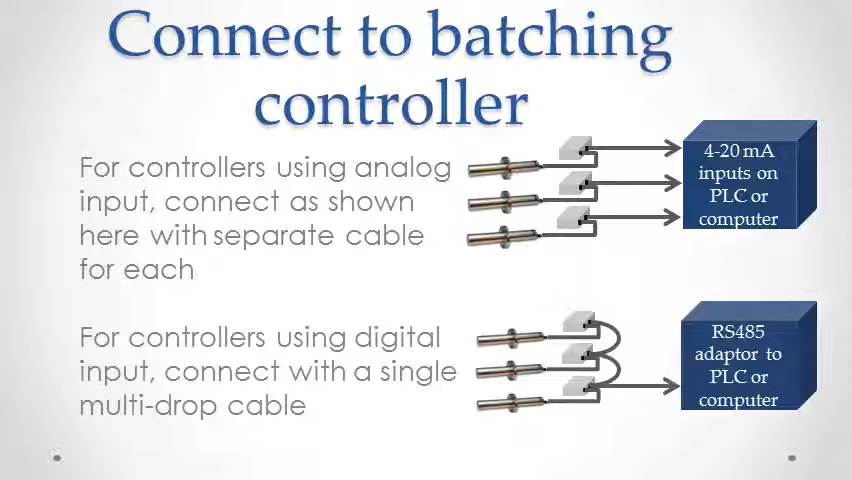 Connect to batching
controller
For controllers using analog
input, connect as shown
here with separate cable
for each
4-20 mA
inputs on
PLC or
computer
For controllers using digital
input, connect with a single
multi-drop cable
RS485
adaptor to
PLC or
computer